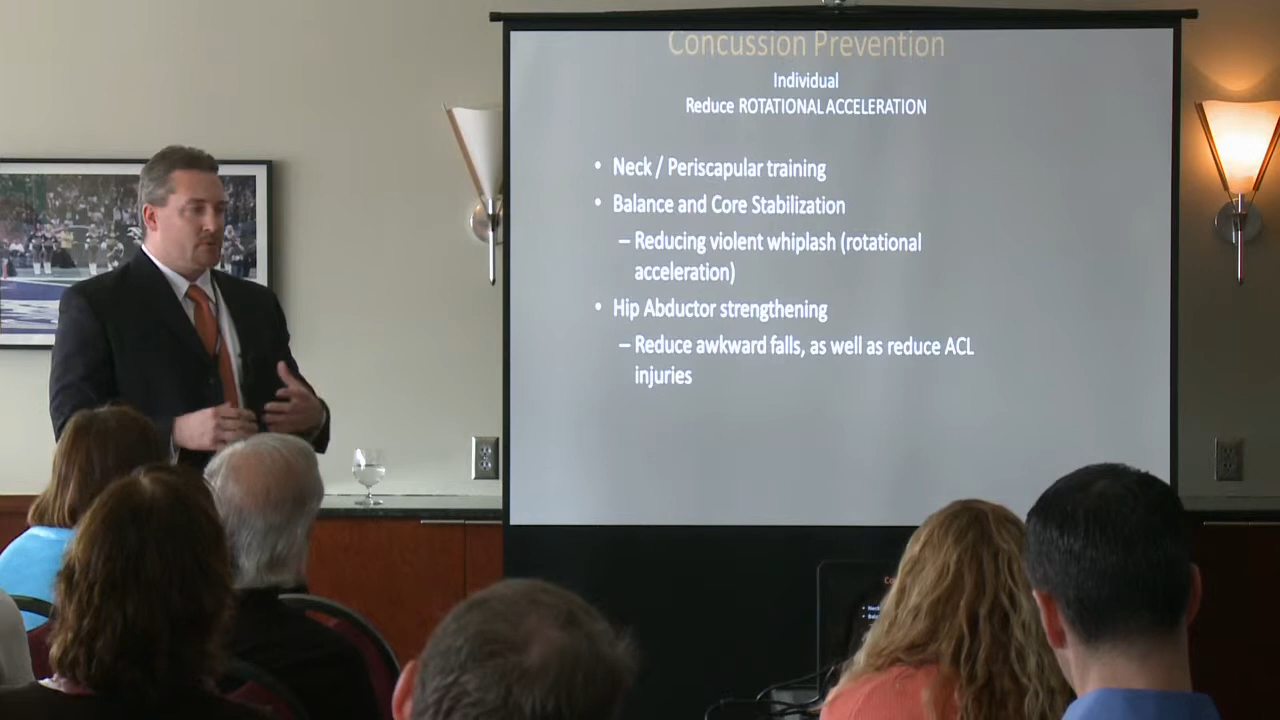 Concussion Prevention
Individual
Reduce ROTATIONAL ACCELERATION
• Neck / Periscapular training
• Balance and Core Stabilization
– Reducing violent whiplash (rotational
acceleration)
• Hip Abductor strengthening
– Reduce awkward falls, as well as reduce ACL
injuries